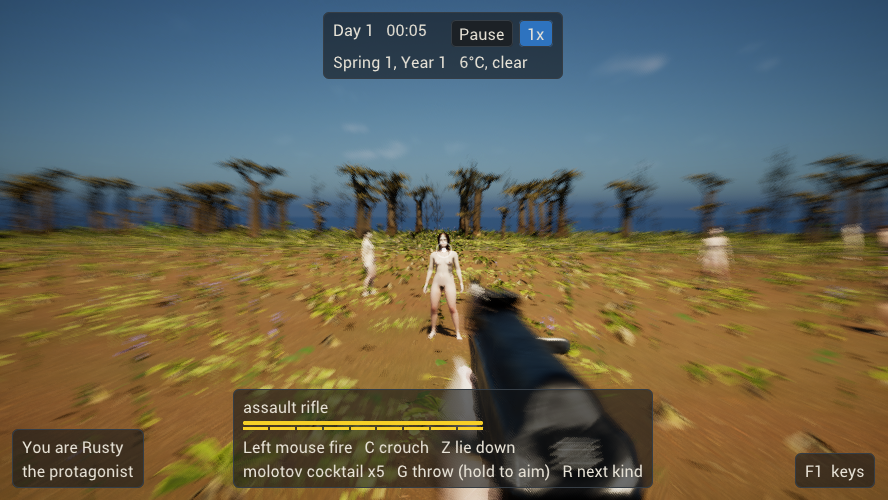 Day 1 00:05 Pause 1x
Spring 1, Year 1 6°C, clear
assault rifle
Left mouse fire C crouch Z lie down
molotov cocktail x5 G throw (hold to aim) R next kind
You are Rusty
the protagonist
F1 keys